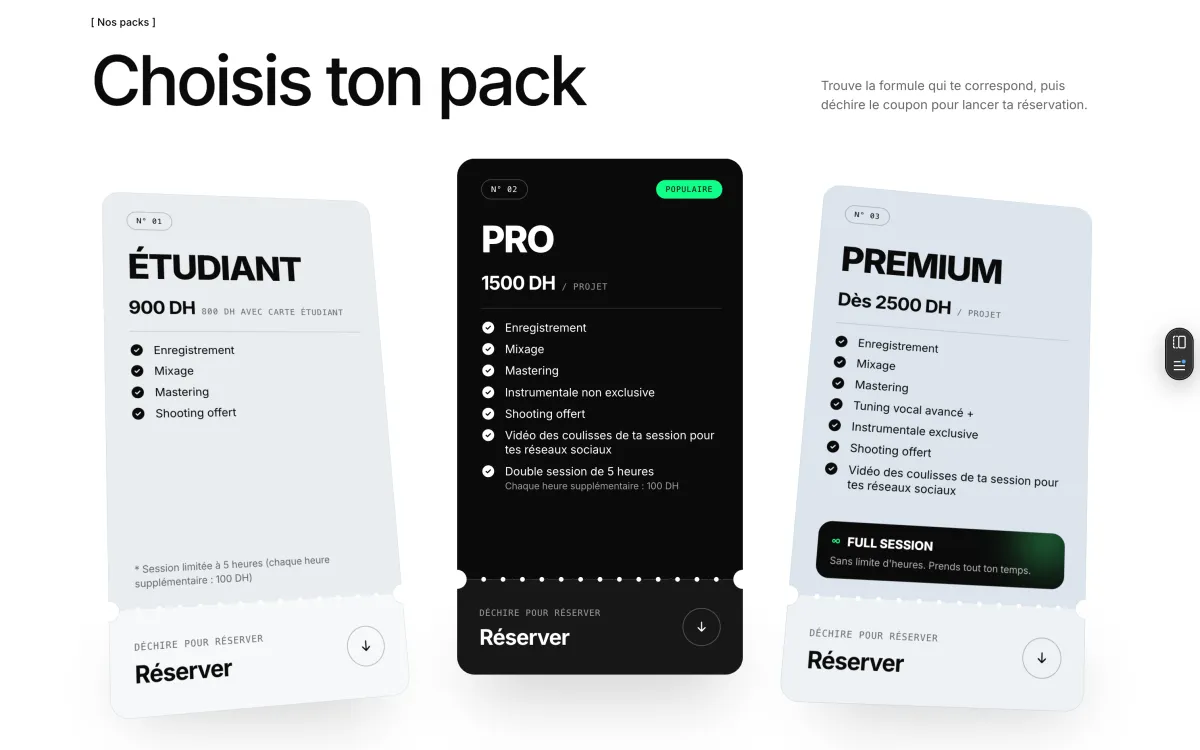 [ Nos packs ]
Choisis ton pack
Trouve la formule qui te correspond, puis
déchire le coupon pour lancer ta réservation.
N° 01
ÉTUDIANT
900 DH 800 DH AVEC CARTE ÉTUDIANT
Enregistrement
Mixage
Mastering
Shooting offert
* Session limitée à 5 heures (chaque heure
supplémentaire : 100 DH)
DÉCHIRE POUR RÉSERVER
Réserver
N° 02
POPULAIRE
PRO
1500 DH / PROJET
Enregistrement
Mixage
Mastering
Instrumentale non exclusive
Shooting offert
Vidéo des coulisses de ta session pour
tes réseaux sociaux
Double session de 5 heures
Chaque heure supplémentaire : 100 DH
DÉCHIRE POUR RÉSERVER
Réserver
N° 03
PREMIUM
Dès 2500 DH / PROJET
Enregistrement
Mixage
Mastering
Tuning vocal avancé +
Instrumentale exclusive
Shooting offert
Vidéo des coulisses de ta session pour
tes réseaux sociaux
∞ FULL SESSION
Sans limite d'heures. Prends tout ton temps.
DÉCHIRE POUR RÉSERVER
Réserver